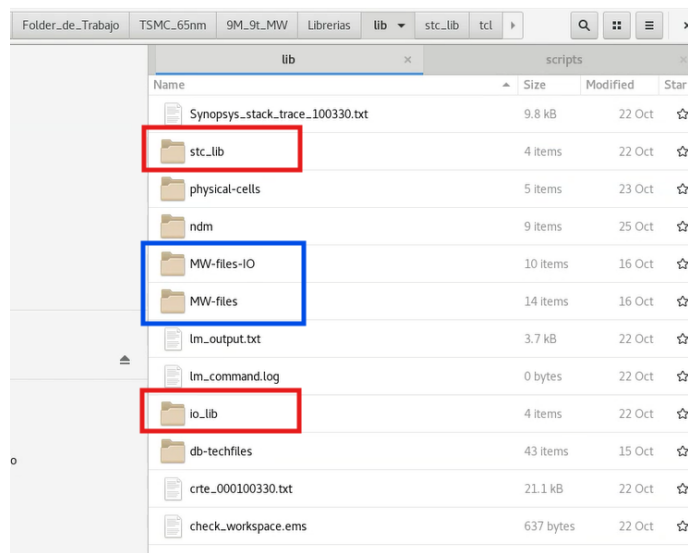 Folder_de_Trabajo TSMC_65nm 9M_9t_MW Librerias lib stc_lib tcl
lib scripts
Name Size Modified Star
Synopsys_stack_trace_100330.txt 9.8 kB 22 Oct
stc_lib 4 items 22 Oct
physical-cells 5 items 23 Oct
ndm 9 items 25 Oct
MW-files-IO 10 items 16 Oct
MW-files 14 items 16 Oct
lm_output.txt 3.7 kB 22 Oct
lm_command.log 0 bytes 22 Oct
io_lib 4 items 22 Oct
o
db-techfiles 43 items 15 Oct
crte_000100330.txt 21.1 kB 22 Oct
check_workspace.ems 637 bytes 22 Oct